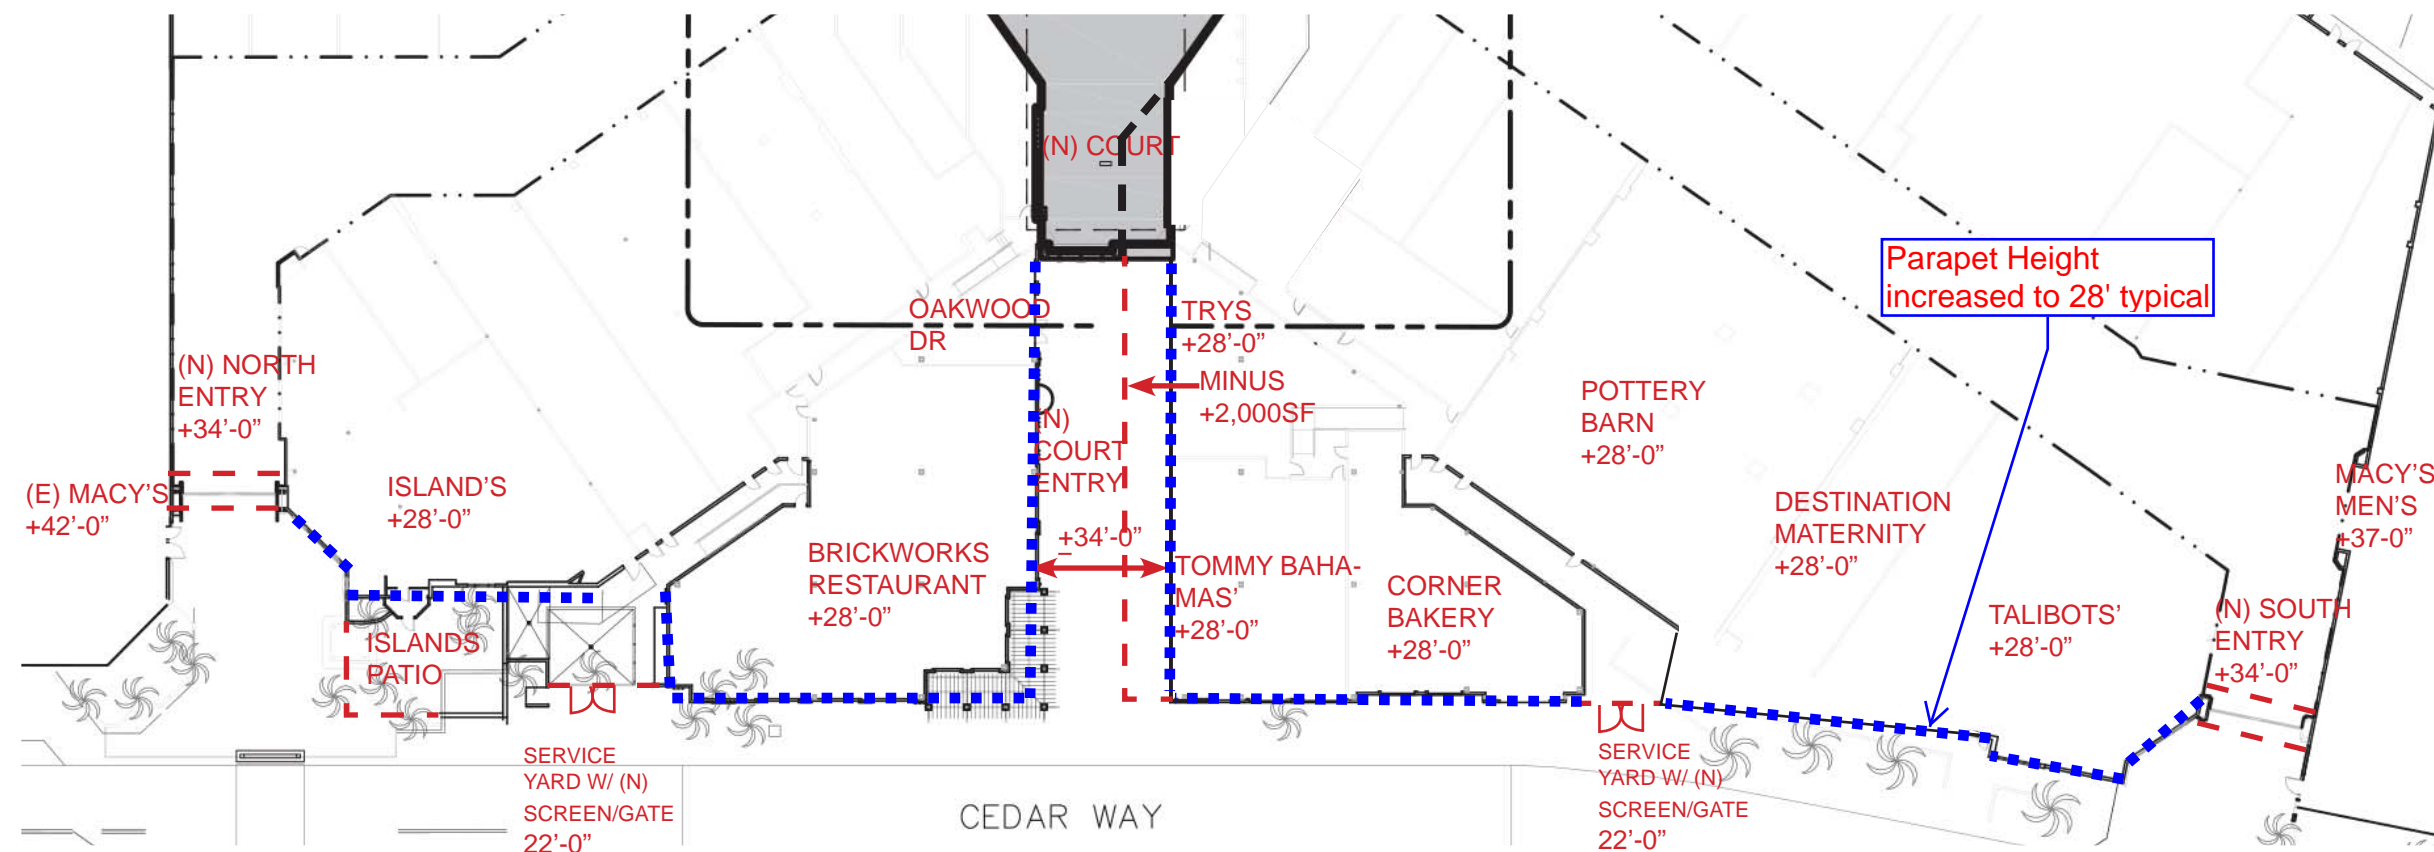 (N) COURT
Parapet Height
increased to 28' typical
OAKWOOD
DR
TRYS
+28'-0"
(N) NORTH
ENTRY
+34'-0"
MINUS
+2,000SF
(N)
COURT
ENTRY
+34'-0"
POTTERY
BARN
+28'-0"
(E) MACY'S
+42'-0"
ISLAND'S
+28'-0"
MACY'S
MEN'S
+37-0"
DESTINATION
MATERNITY
+28'-0"
BRICKWORKS
RESTAURANT
+28'-0"
TOMMY BAHA-
MAS'
+28'-0"
CORNER
BAKERY
+28'-0"
TALIBOTS'
+28'-0"
(N) SOUTH
ENTRY
+34'-0"
ISLANDS
PATIO
SERVICE
YARD W/ (N)
SCREEN/GATE
22'-0"
CEDAR WAY
SERVICE
YARD W/ (N)
SCREEN/GATE
22'-0"